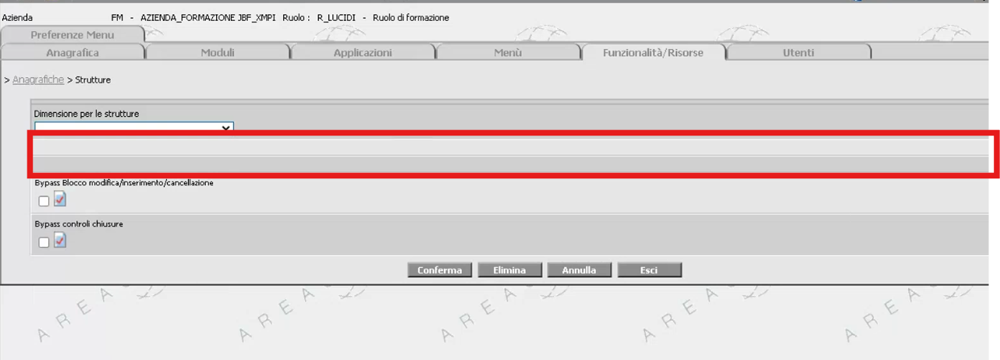 Azienda FM - AZIENDA_FORMAZIONE JBF_XMPI Ruolo : R_LUCIDI - Ruolo di formazione
Preferenze Menu
Anagrafica Moduli Applicazioni Menù Funzionalità/Risorse Utenti
> Anagrafiche > Strutture
Dimensione per le strutture
Bypass Blocco modifica/inserimento/cancellazione
Bypass controli chiusure
Conferma Elimina Annulla Esci
AREA AREA AREA AREA AREA